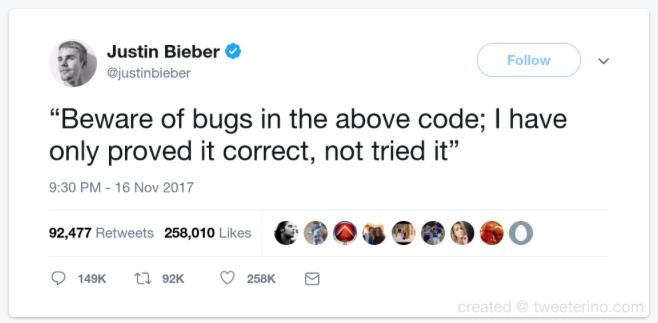 Justin Bieber
@justinbieber
Follow
“Beware of bugs in the above code; I have
only proved it correct, not tried it”
9:30 PM - 16 Nov 2017
92,477 Retweets 258,010 Likes
149K 92K 258K
created @ tweeterino.com